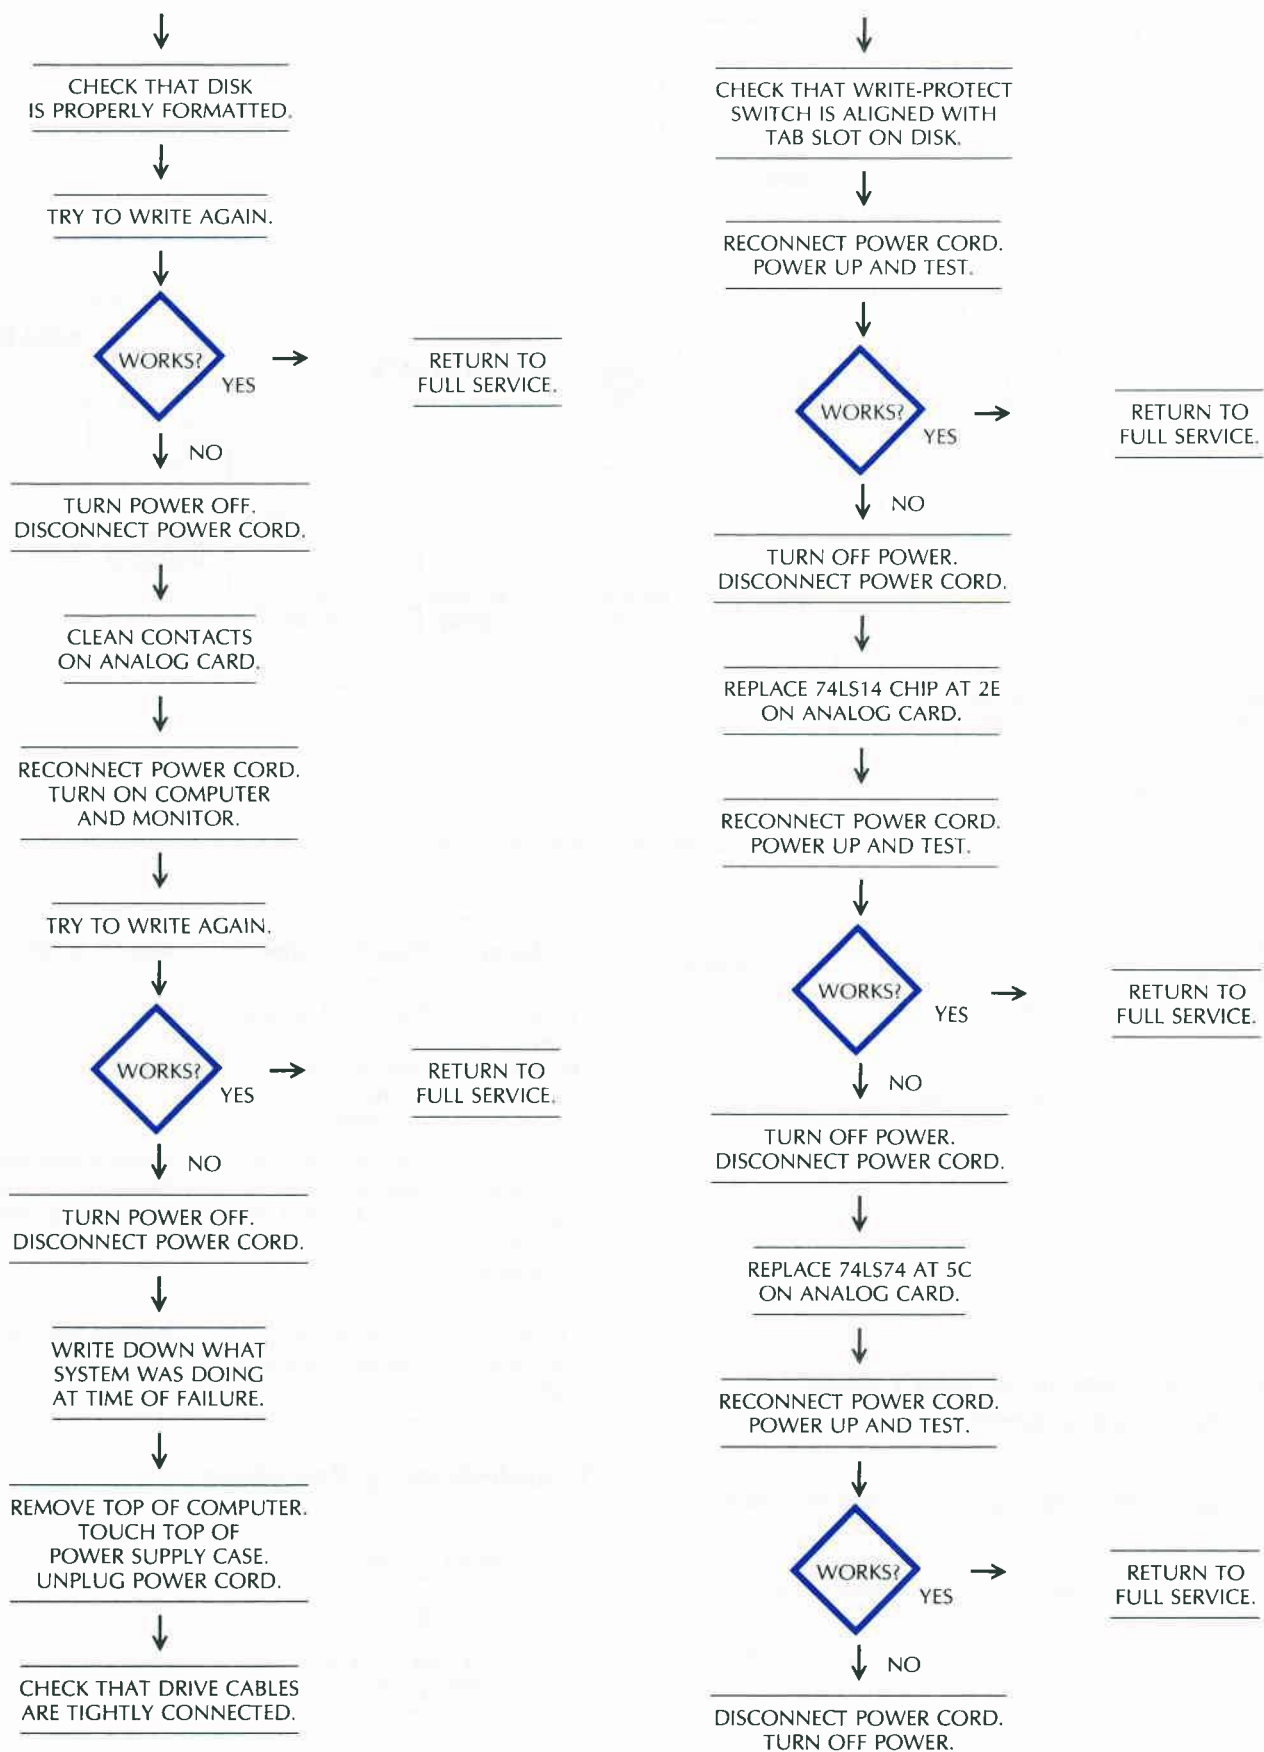 CHECK THAT DISK
IS PROPERLY FORMATTED.
TRY TO WRITE AGAIN.
WORKS?
YES
RETURN TO
FULL SERVICE.
NO
TURN POWER OFF.
DISCONNECT POWER CORD.
CLEAN CONTACTS
ON ANALOG CARD.
RECONNECT POWER CORD.
TURN ON COMPUTER
AND MONITOR.
TRY TO WRITE AGAIN.
WORKS?
YES
RETURN TO
FULL SERVICE.
NO
TURN POWER OFF.
DISCONNECT POWER CORD.
WRITE DOWN WHAT
SYSTEM WAS DOING
AT TIME OF FAILURE.
REMOVE TOP OF COMPUTER.
TOUCH TOP OF
POWER SUPPLY CASE.
UNPLUG POWER CORD.
CHECK THAT DRIVE CABLES
ARE TIGHTLY CONNECTED.
CHECK THAT WRITE-PROTECT
SWITCH IS ALIGNED WITH
TAB SLOT ON DISK.
RECONNECT POWER CORD.
POWER UP AND TEST.
WORKS?
YES
RETURN TO
FULL SERVICE.
NO
TURN OFF POWER.
DISCONNECT POWER CORD.
REPLACE 74LS14 CHIP AT 2E
ON ANALOG CARD.
RECONNECT POWER CORD.
POWER UP AND TEST.
WORKS?
YES
RETURN TO
FULL SERVICE.
NO
TURN OFF POWER.
DISCONNECT POWER CORD.
REPLACE 74LS74 AT 5C
ON ANALOG CARD.
RECONNECT POWER CORD.
POWER UP AND TEST.
WORKS?
YES
RETURN TO
FULL SERVICE.
NO
DISCONNECT POWER CORD.
TURN OFF POWER.